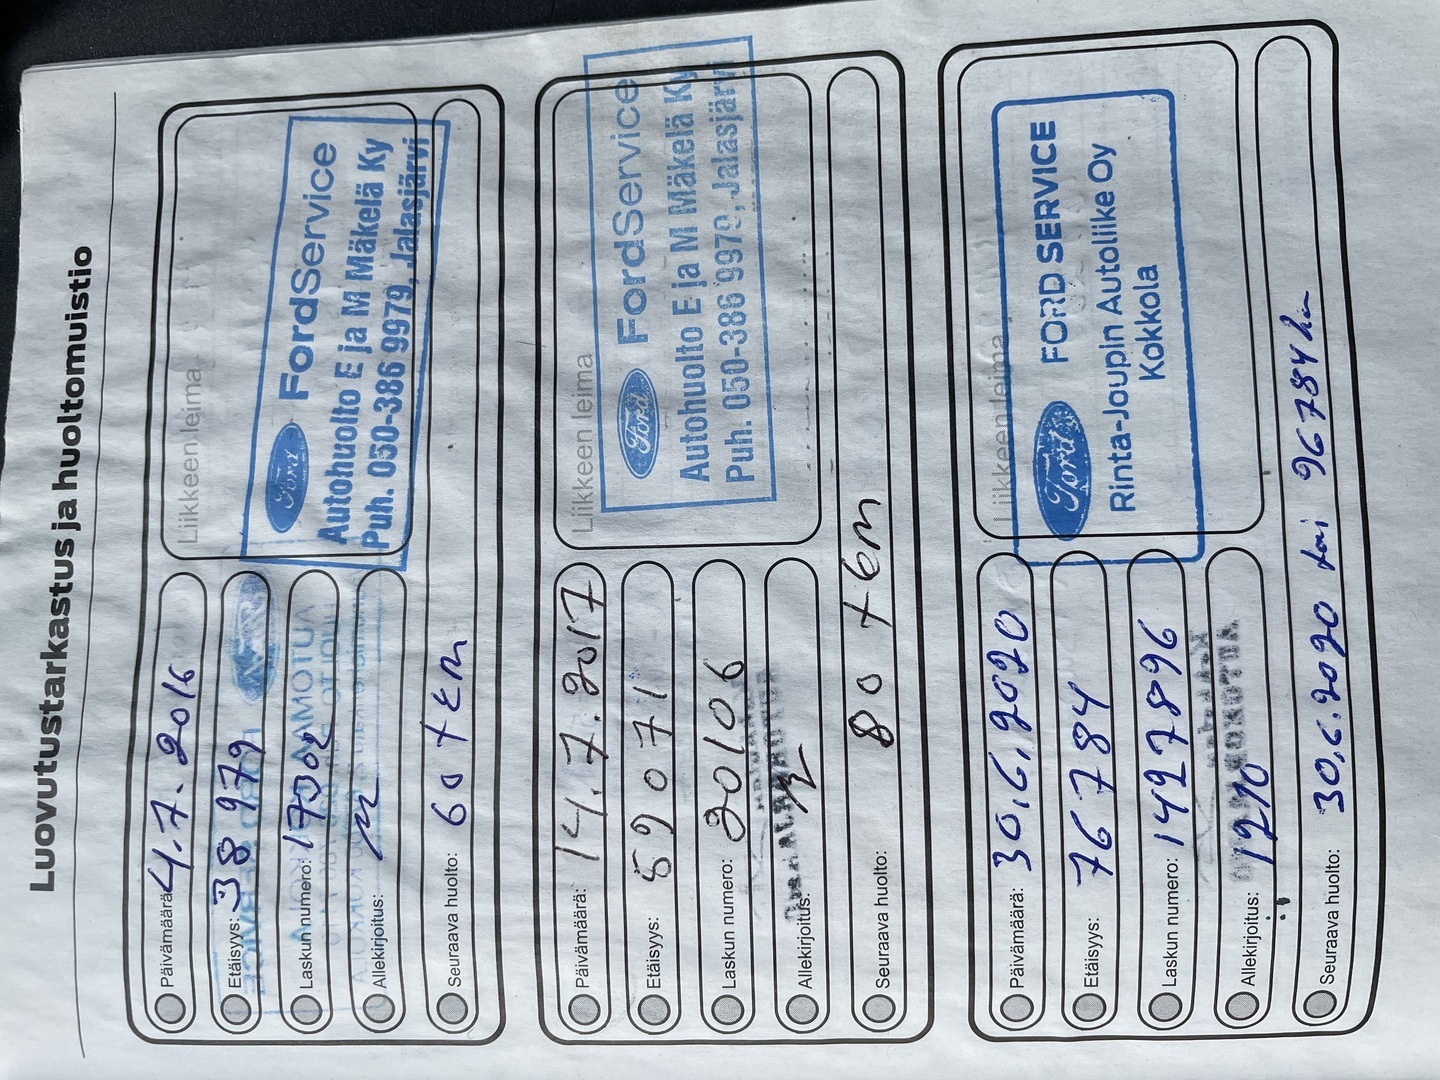 Luovutustarkastus ja huoltomuistio
Päivämäärä: 4.7.2016
Etäisyys: 38 979
Laskun numero: 17302
Allekirjoitus:
Seuraava huolto: 60 tkm
Liikkeen leima
Ford FordService
Autohuolto E ja M Mäkelä Ky
Puh. 050-386 9979, Jalasjärvi
Päivämäärä: 14.7.2017
Etäisyys: 59071
Laskun numero: 20106
Allekirjoitus:
Seuraava huolto: 80 tkm
Liikkeen leima
Ford FordService
Autohuolto E ja M Mäkelä Ky
Puh. 050-386 9979, Jalasjärvi
Päivämäärä: 30.6.2020
Etäisyys: 76784
Laskun numero: 1427896
Allekirjoitus: 1210
Seuraava huolto: 30.6.2020 tai 96784 km
Liikkeen leima
Ford FORD SERVICE
Rinta-Joupin Autoliike Oy
Kokkola